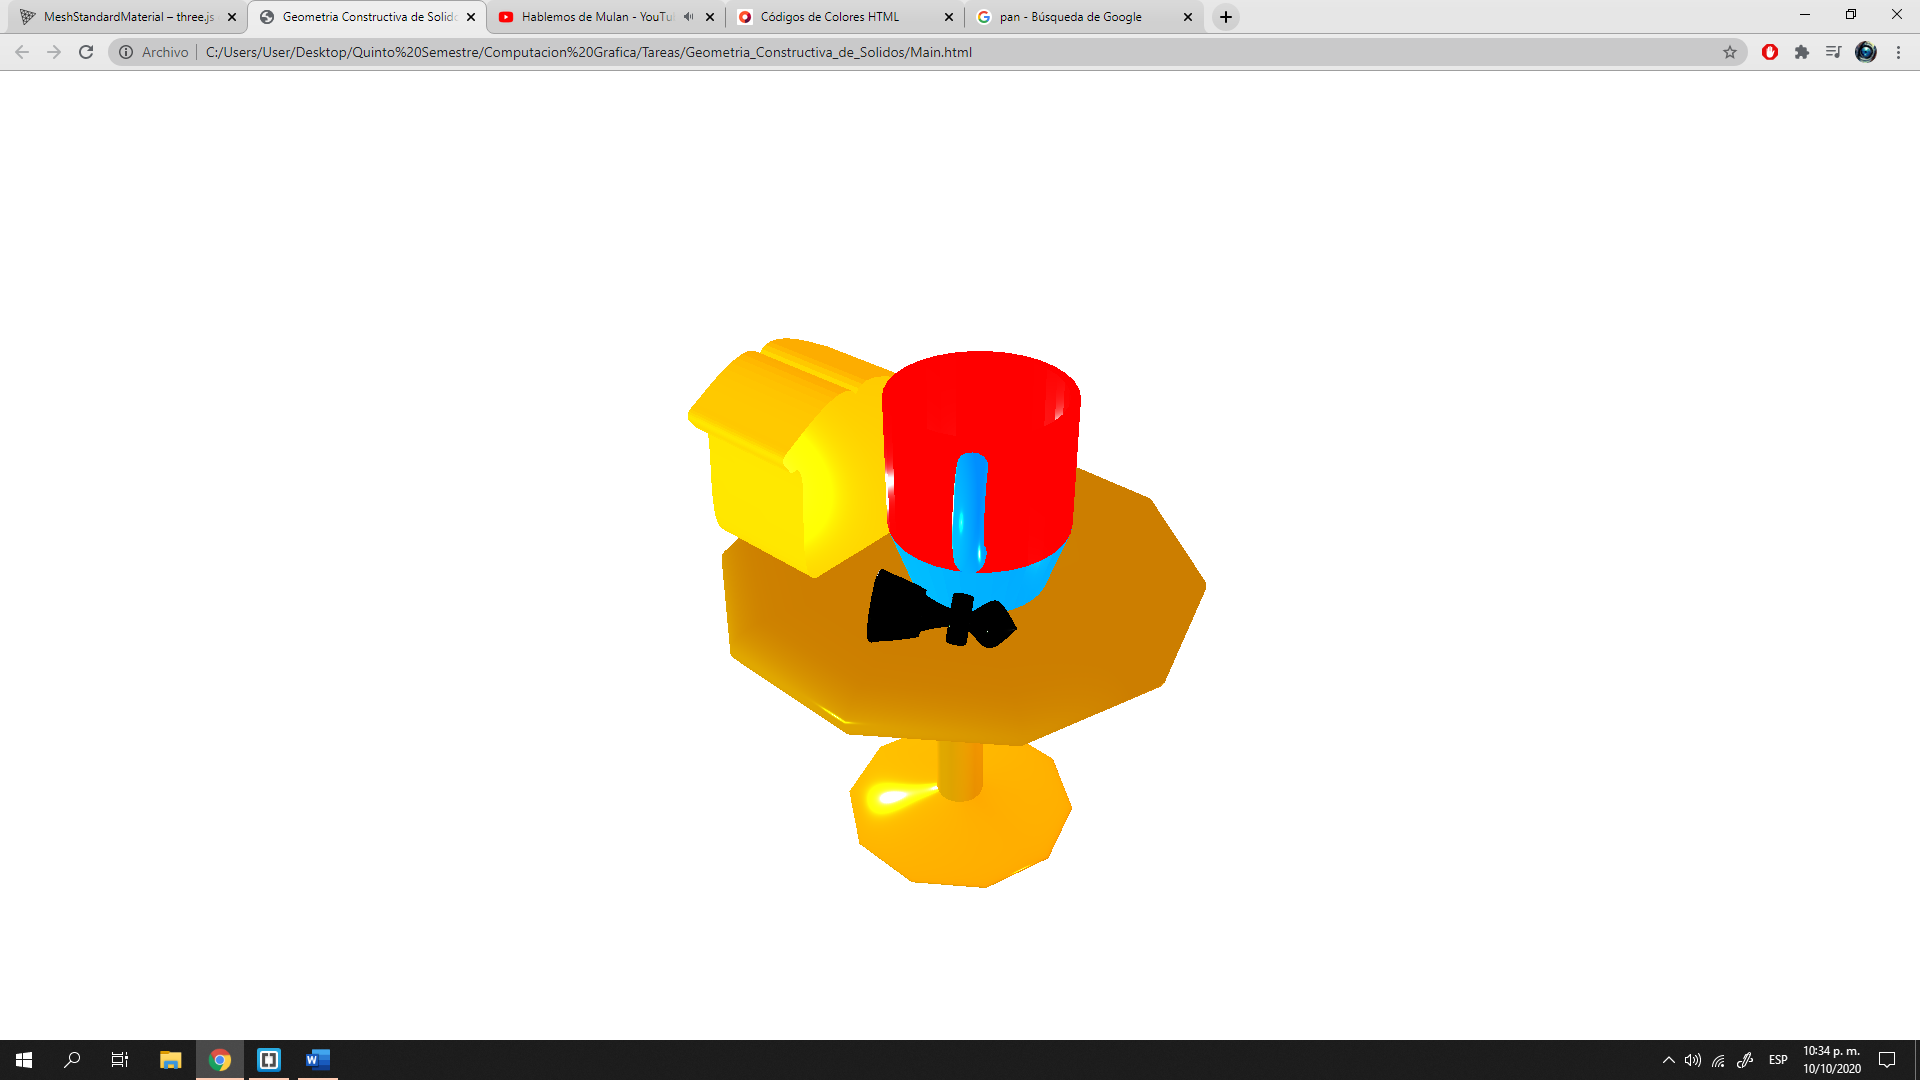 MeshStandardMaterial – three.js
Geometria Constructiva de Solido
Hablemos de Mulan - YouTu
Códigos de Colores HTML
pan - Búsqueda de Google
Archivo
C:/Users/User/Desktop/Quinto%20Semestre/Computacion%20Grafica/Tareas/Geometria_Constructiva_de_Solidos/Main.html
ESP
10:34 p. m.
10/10/2020